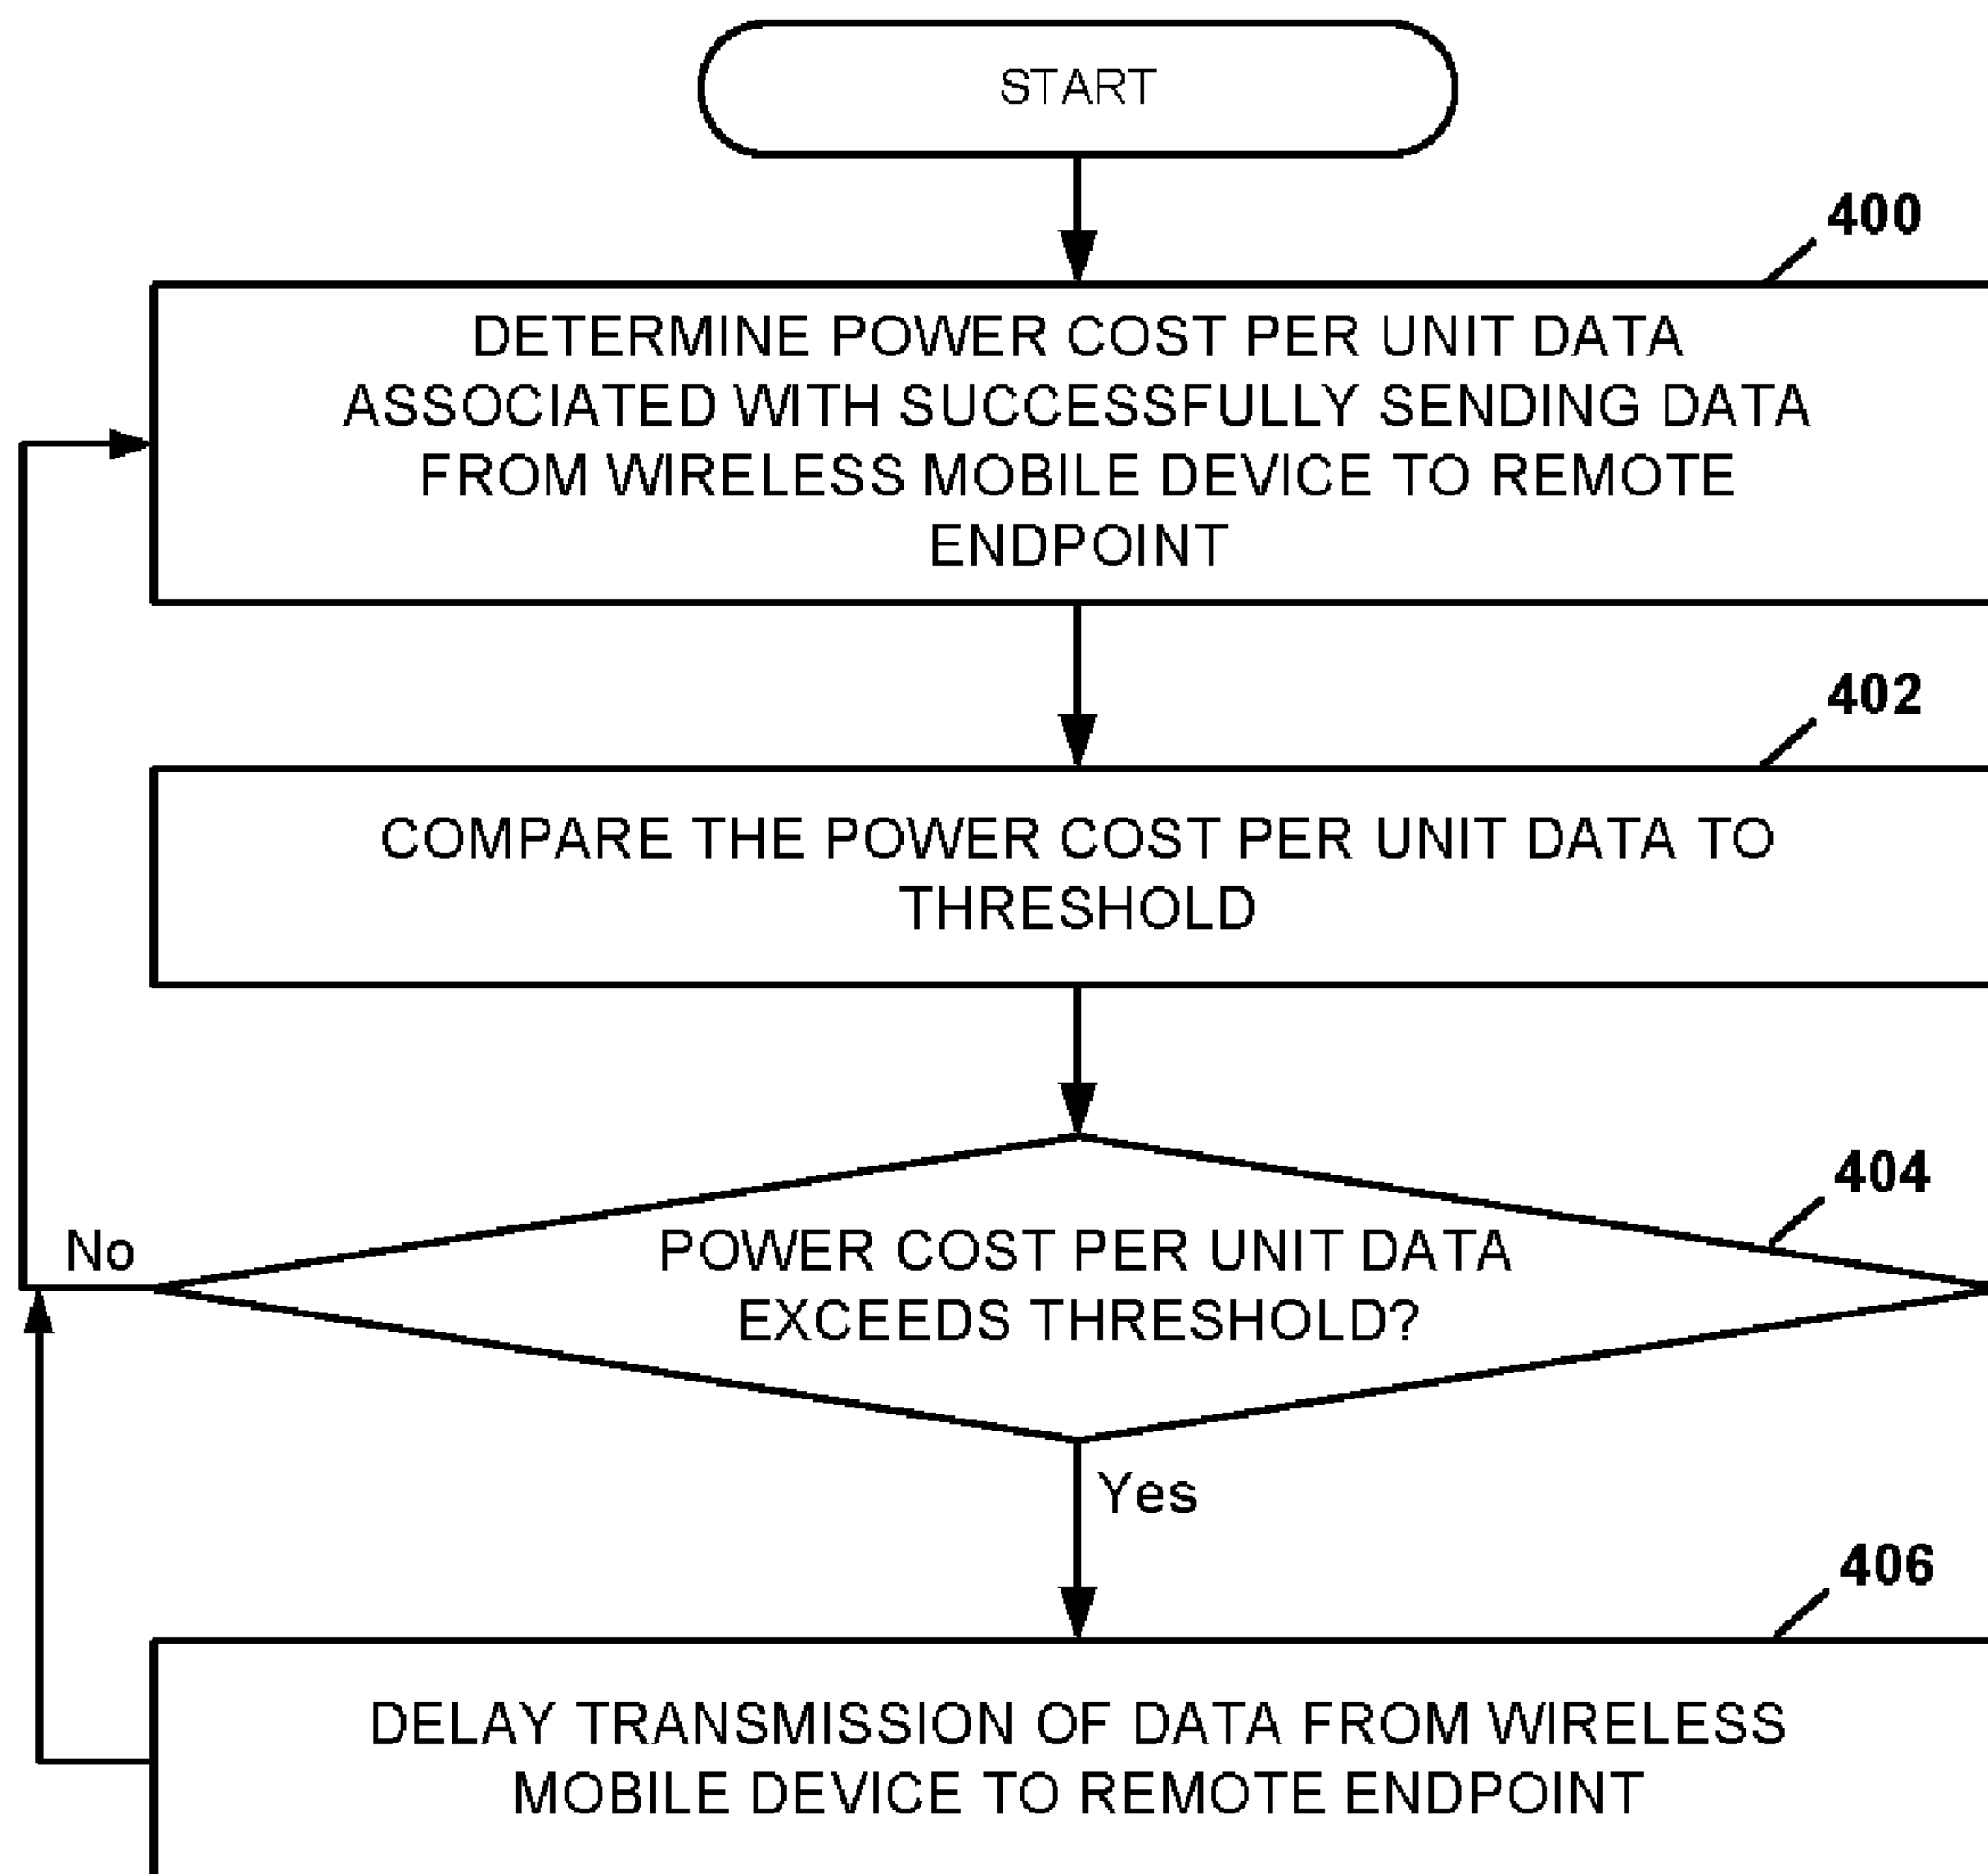 START
400
DETERMINE POWER COST PER UNIT DATA
ASSOCIATED WITH SUCCESSFULLY SENDING DATA
FROM WIRELESS MOBILE DEVICE TO REMOTE
ENDPOINT
402
COMPARE THE POWER COST PER UNIT DATA TO
THRESHOLD
404
No
POWER COST PER UNIT DATA
EXCEEDS THRESHOLD?
Yes
406
DELAY TRANSMISSION OF DATA FROM WIRELESS
MOBILE DEVICE TO REMOTE ENDPOINT